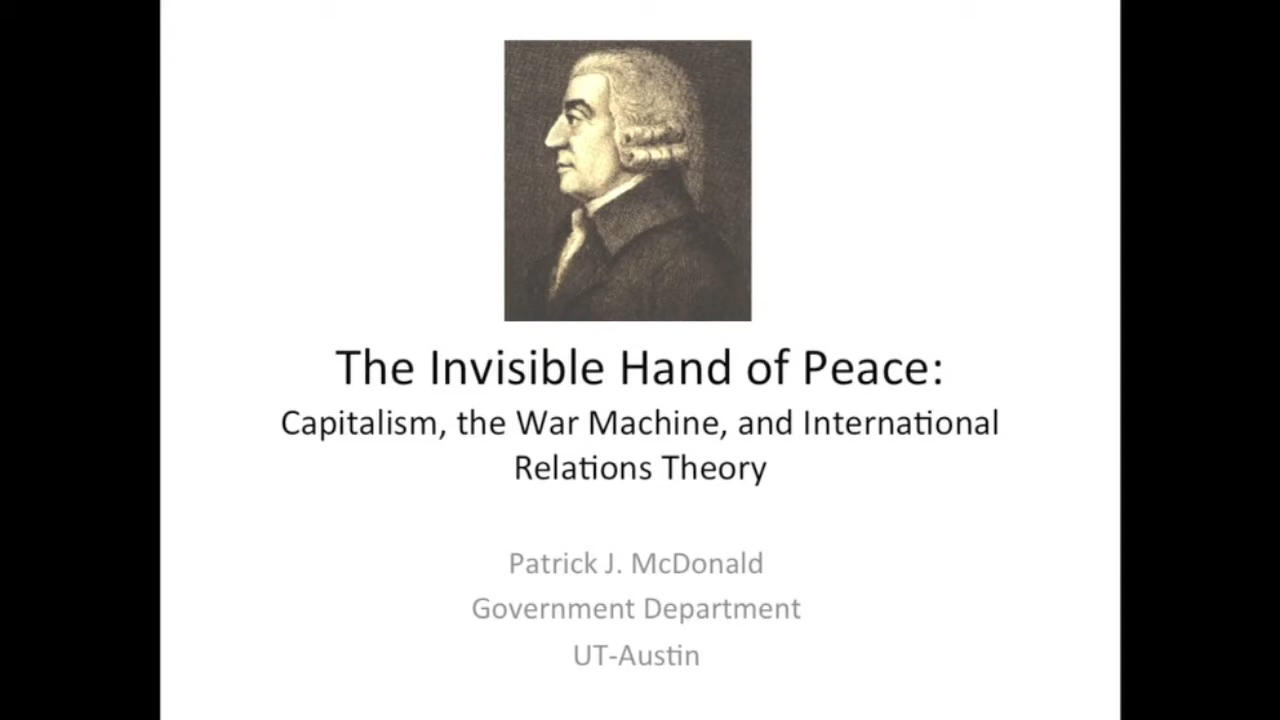 The Invisible Hand of Peace:
Capitalism, the War Machine, and International
Relations Theory
Patrick J. McDonald
Government Department
UT-Austin